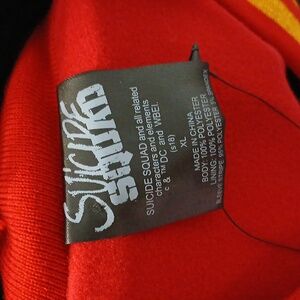 SUICIDE
SQUAD
SUICIDE SQUAD and all related
characters and elements
c & ™ DC and WBEI.
(s18)
XL
MADE IN CHINA
BODY: 100% POLYESTER
LINING: 100% POLYESTER